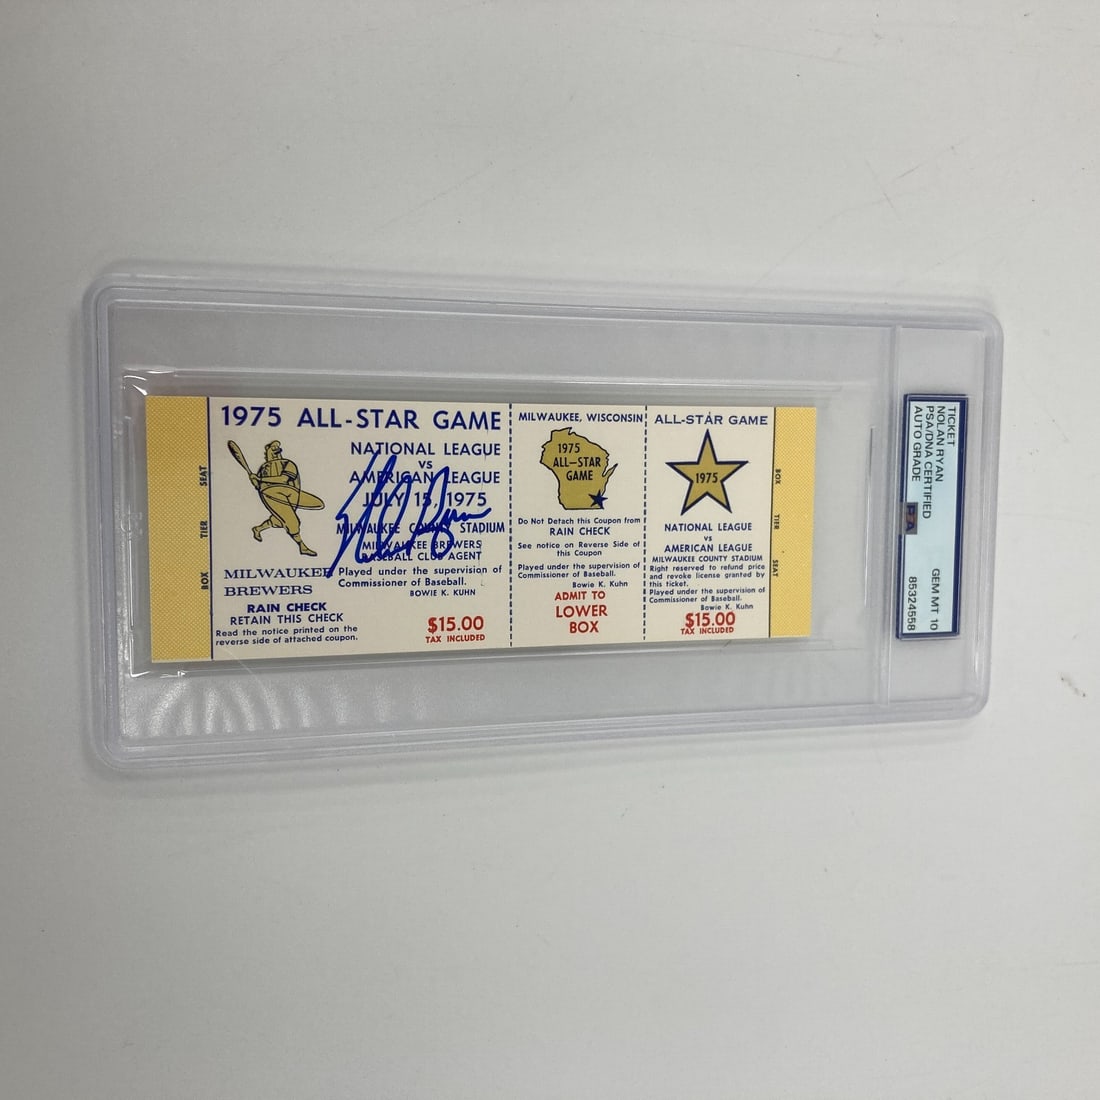 SEAT
TIER
BOX
1975 ALL-STAR GAME
NATIONAL LEAGUE
VS
AMERICAN LEAGUE
JULY 15, 1975
MILWAUKEE COUNTY STADIUM
MILWAUKEE BREWERS
BASEBALL CLUB AGENT
Played under the supervision of
Commissioner of Baseball.
BOWIE K. KUHN
MILWAUKEE
BREWERS
RAIN CHECK
RETAIN THIS CHECK
Read the notice printed on the
reverse side of attached coupon.
$15.00
TAX INCLUDED
MILWAUKEE, WISCONSIN
1975
ALL-STAR
GAME
Do Not Detach this Coupon from
RAIN CHECK
See notice on Reverse Side of
this Coupon
Played under the supervision of
Commissioner of Baseball.
Bowie K. Kuhn
ADMIT TO
LOWER
BOX
ALL-STAR GAME
1975
NATIONAL LEAGUE
vs
AMERICAN LEAGUE
MILWAUKEE COUNTY STADIUM
Right reserved to refund price
and revoke license granted by
this ticket.
Played under the supervision of
Commissioner of Baseball.
Bowie K. Kuhn
$15.00
TAX INCLUDED
BOX
TIER
SEAT
TICKET
NOLAN RYAN
PSA/DNA CERTIFIED
AUTO GRADE
GEM MT 10
85324558
PSA
Nolan Ryan